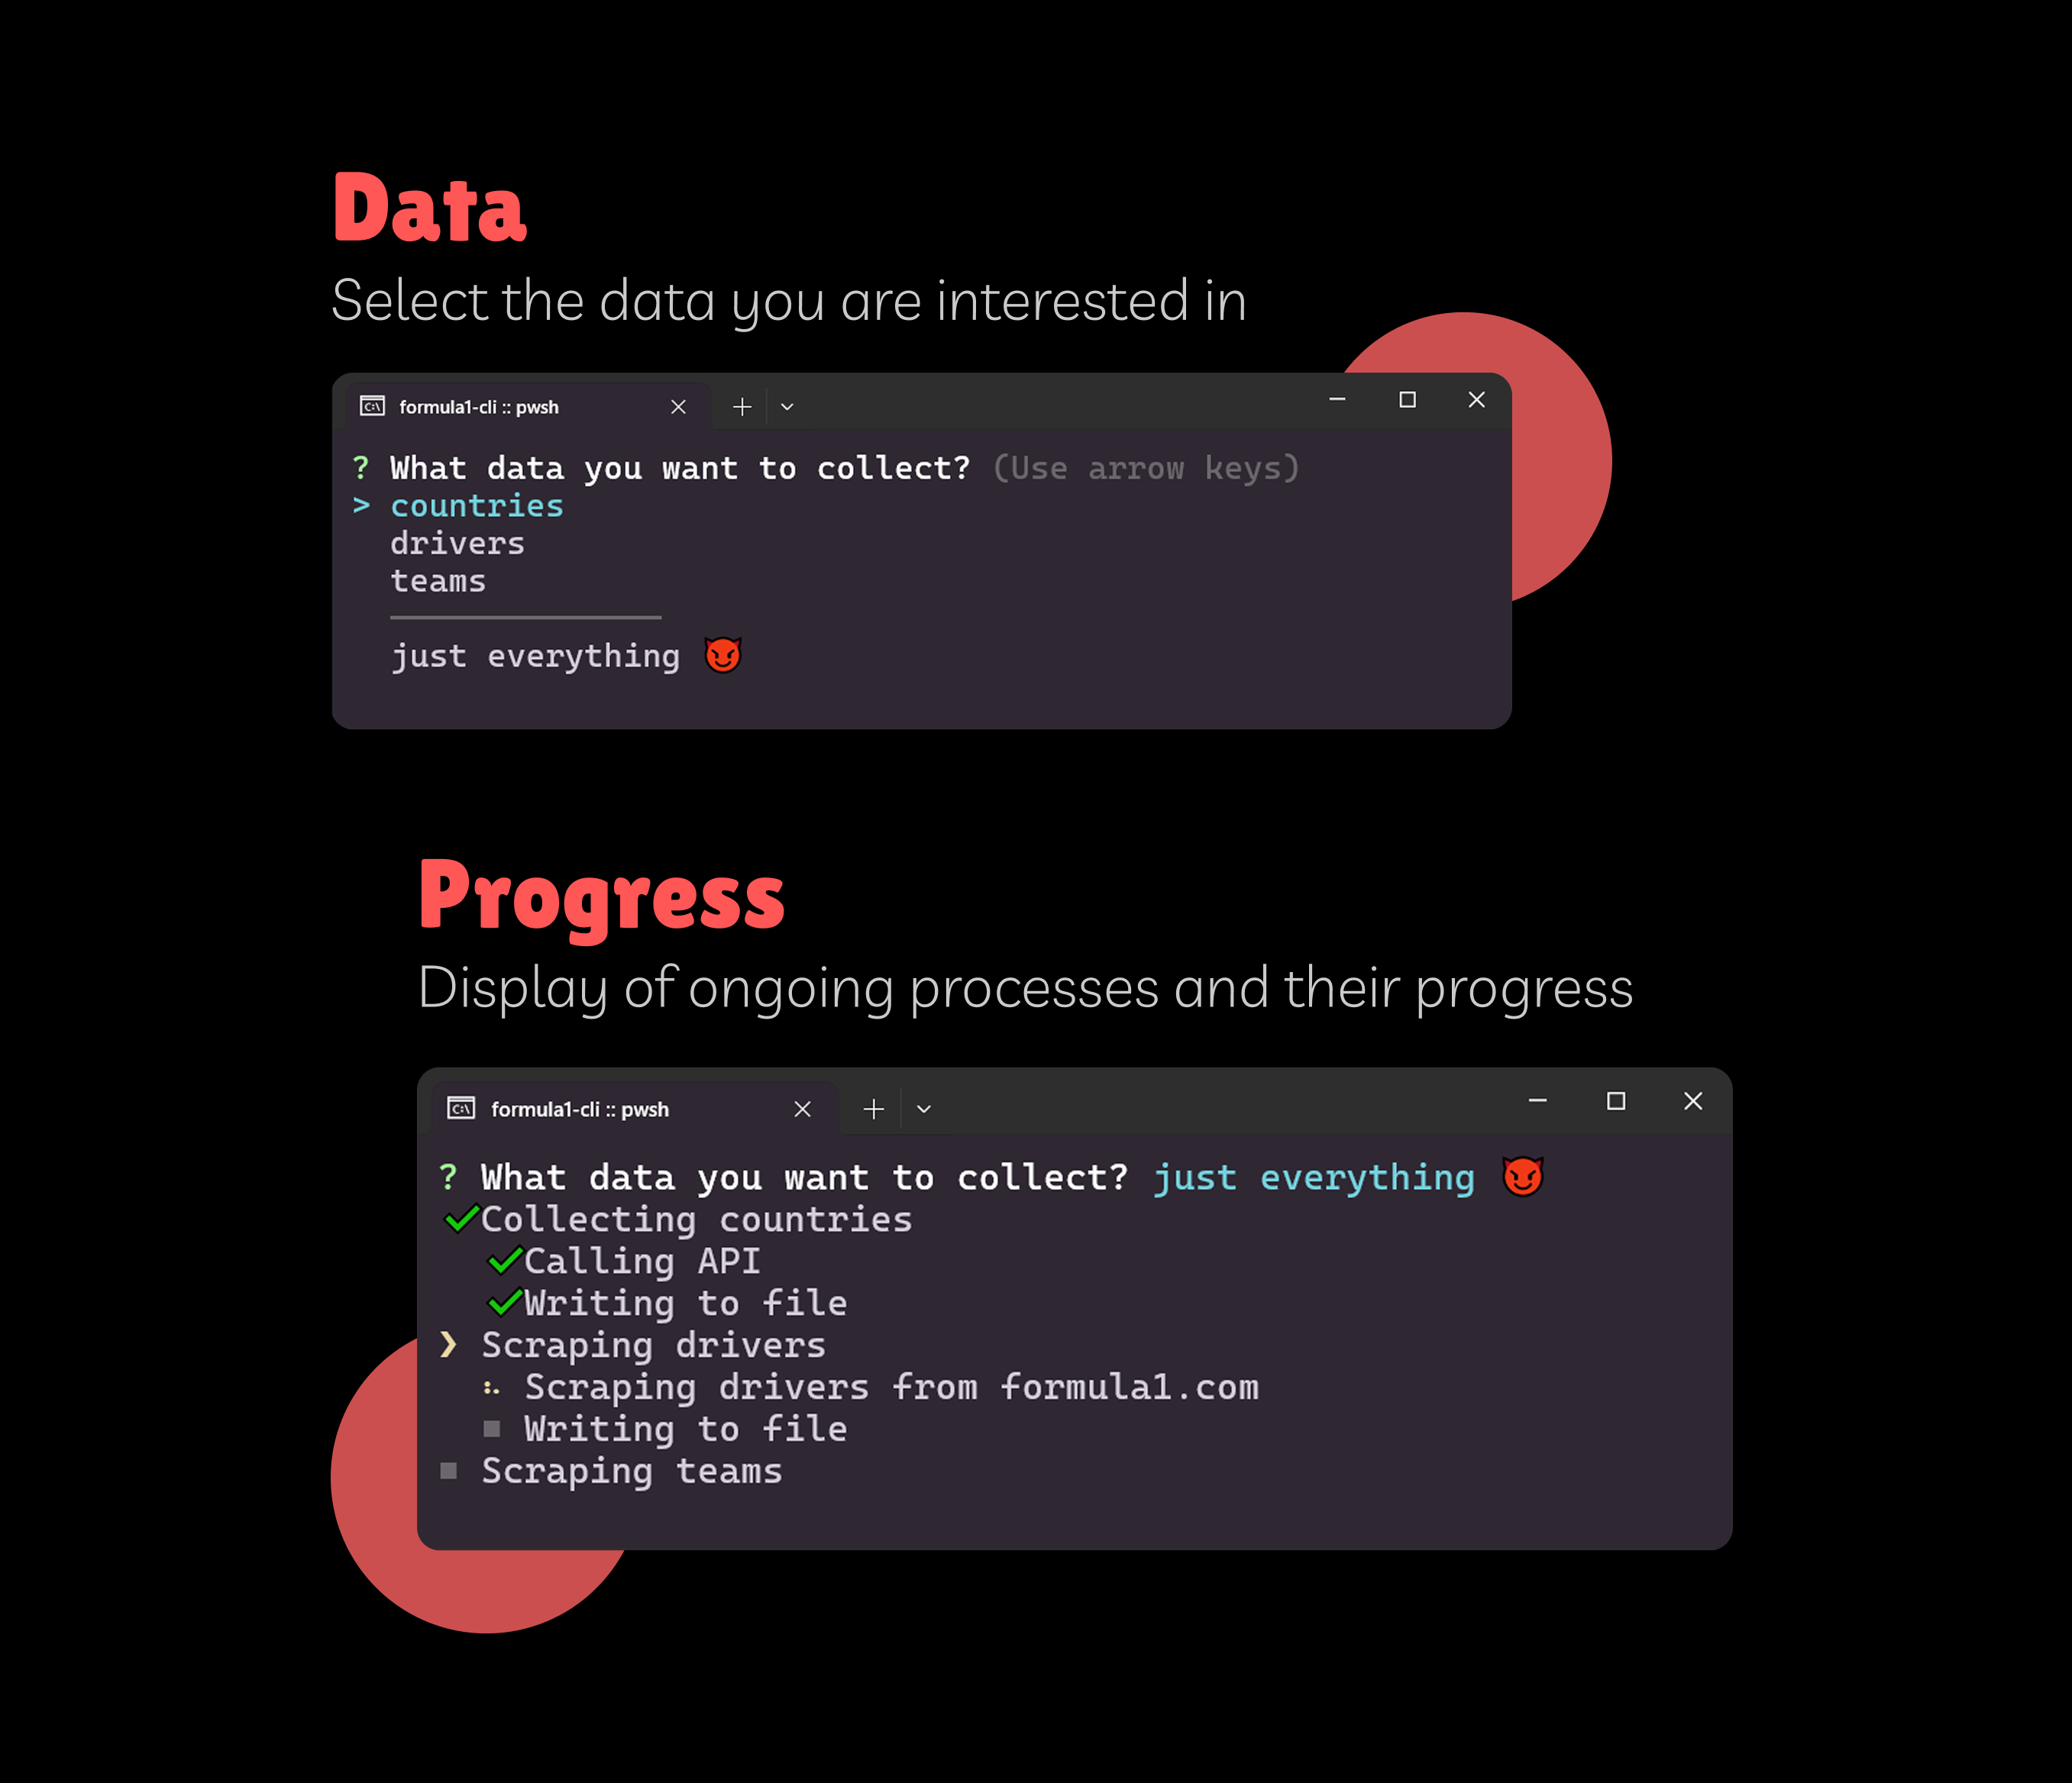 Data
Select the data you are interested in
formula1-cli :: pwsh
? What data you want to collect? (Use arrow keys)
> countries
drivers
teams
just everything 😈
Progress
Display of ongoing processes and their progress
formula1-cli :: pwsh
? What data you want to collect? just everything 😈
✔Collecting countries
✔Calling API
✔Writing to file
❯ Scraping drivers
⠦ Scraping drivers from formula1.com
◼ Writing to file
◼ Scraping teams